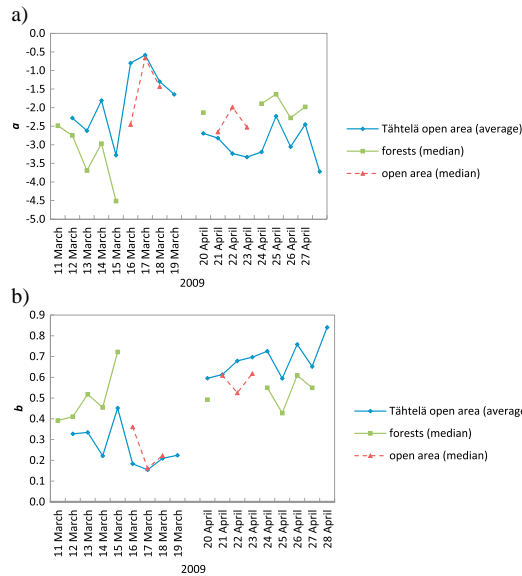 a)
0.0
-0.5
-1.0
-1.5
-2.0
-2.5
-3.0
-3.5
-4.0
-4.5
-5.0
a
11 March
12 March
13 March
14 March
15 March
16 March
17 March
18 March
19 March
20 April
21 April
22 April
23 April
24 April
25 April
26 April
27 April
2009
Tähtelä open area (average)
forests (median)
open area (median)
b)
0.9
0.8
0.7
0.6
0.5
0.4
0.3
0.2
0.1
0.0
b
11 March
12 March
13 March
14 March
15 March
16 March
17 March
18 March
19 March
20 April
21 April
22 April
23 April
24 April
25 April
26 April
27 April
28 April
2009
Tähtelä open area (average
forests (median)
open area (median)